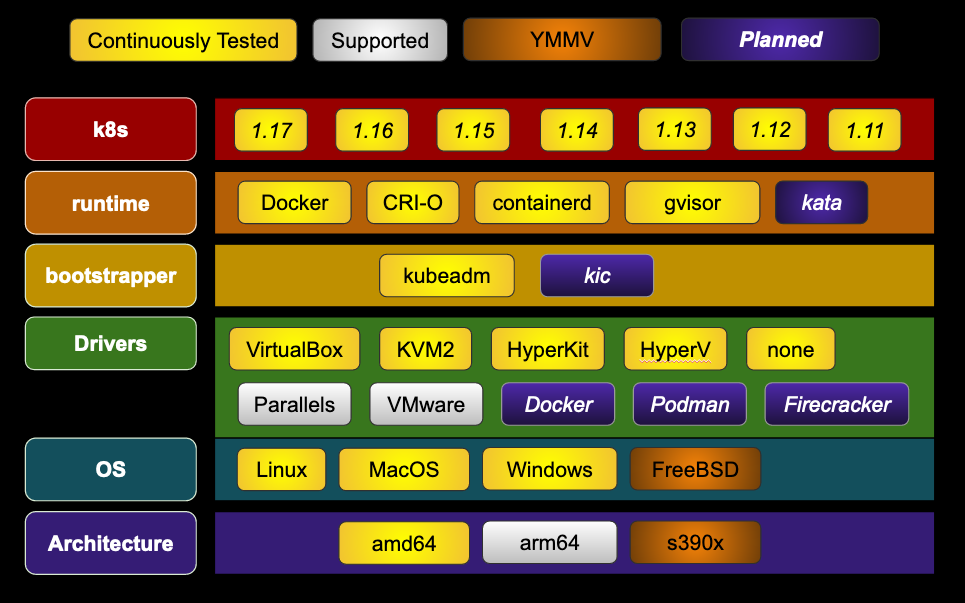 Continuously Tested Supported YMMV Planned
k8s 1.17 1.16 1.15 1.14 1.13 1.12 1.11
runtime Docker CRI-O containerd gvisor kata
bootstrapper kubeadm kic
Drivers VirtualBox KVM2 HyperKit HyperV none
Parallels VMware Docker Podman Firecracker
OS Linux MacOS Windows FreeBSD
Architecture amd64 arm64 s390x